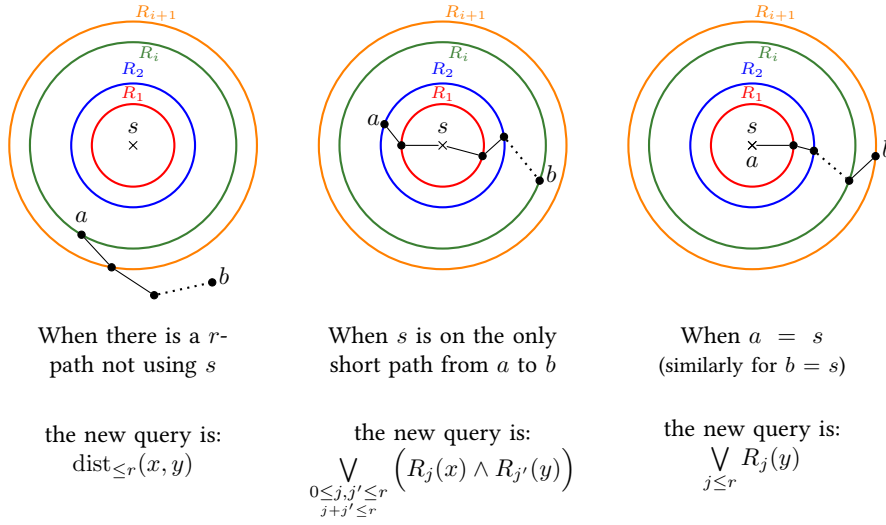 R_{i+1}
R_i
R_2
R_1
s
a
b
When there is a r-
path not using s
the new query is:
dist_{≤r}(x, y)
R_{i+1}
R_i
R_2
R_1
s
a
b
When s is on the only
short path from a to b
the new query is:
⋁_{0≤j,j′≤r j+j′≤r} (R_j(x) ∧ R_{j′}(y))
R_{i+1}
R_i
R_2
R_1
s
a
b
When a = s
(similarly for b = s)
the new query is:
⋁_{j≤r} R_j(y)